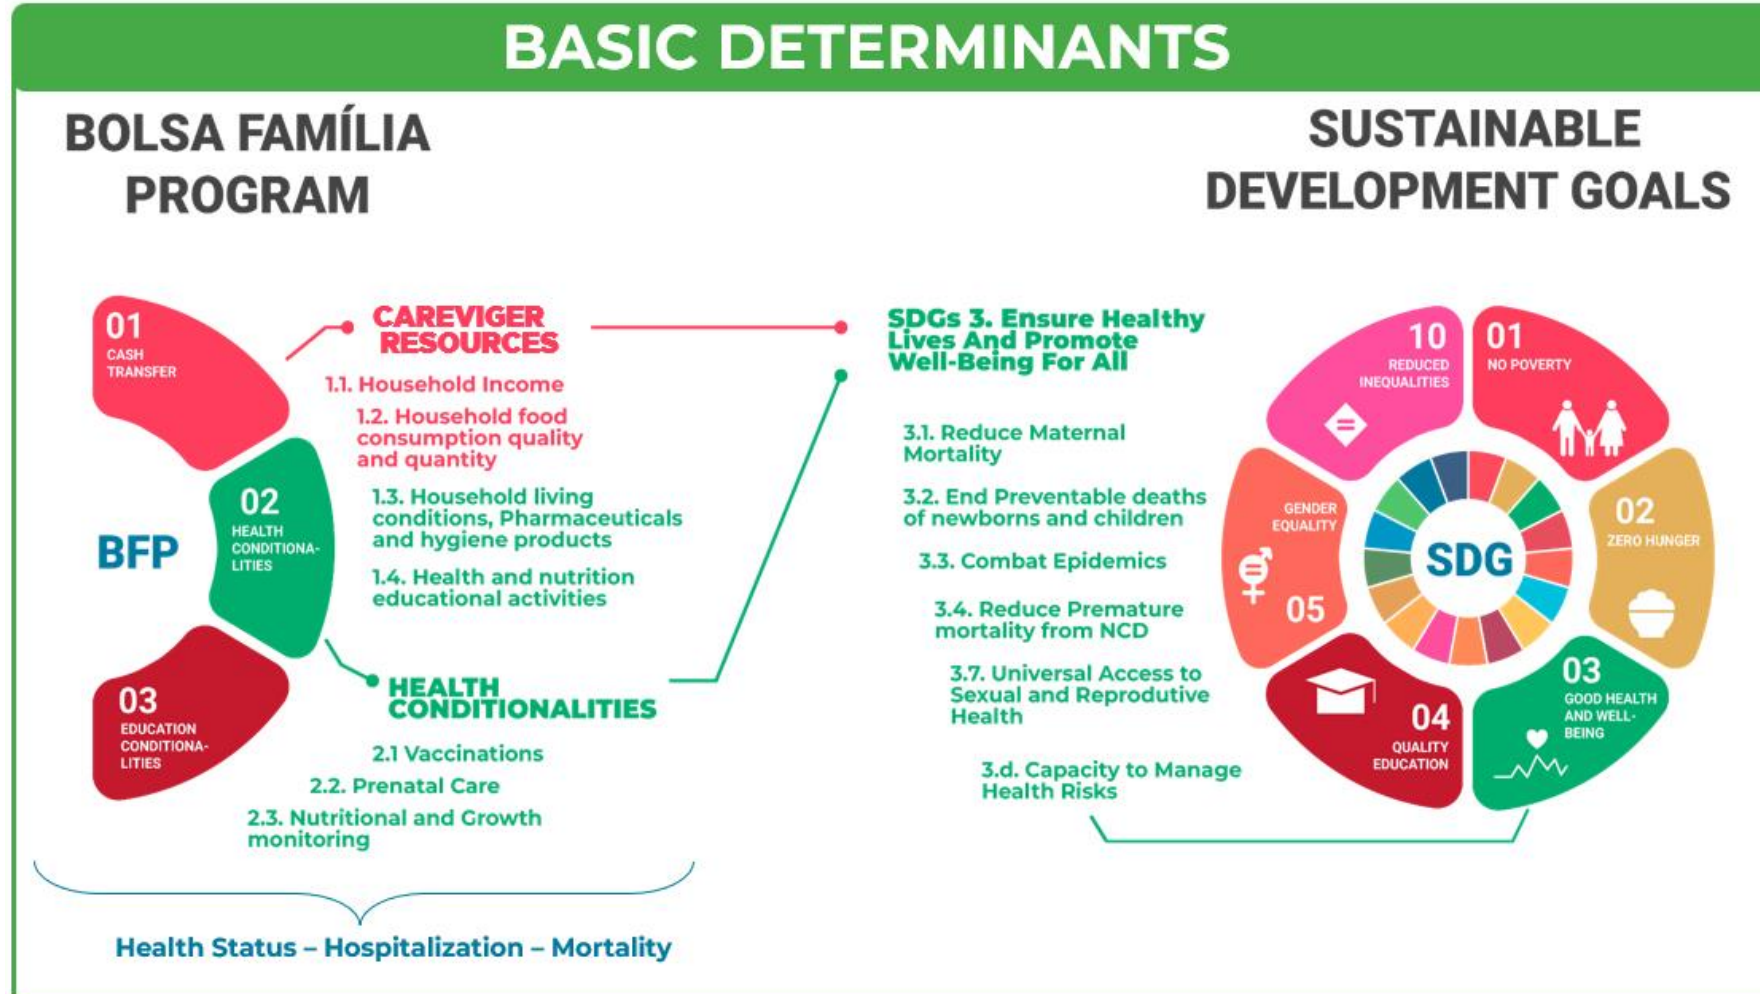 BASIC DETERMINANTS
BOLSA FAMÍLIA
PROGRAM
SUSTAINABLE
DEVELOPMENT GOALS
01
CASH
TRANSFER
02
HEALTH
CONDITIONA-
LITIES
BFP
03
EDUCATION
CONDITIONA-
LITIES
CAREVIGER
RESOURCES
1.1. Household Income
1.2. Household food
consumption quality
and quantity
1.3. Household living
conditions, Pharmaceuticals
and hygiene products
1.4. Health and nutrition
educational activities
HEALTH
CONDITIONALITIES
2.1 Vaccinations
2.2. Prenatal Care
2.3. Nutritional and Growth
monitoring
Health Status – Hospitalization – Mortality
SDGs 3. Ensure Healthy
Lives And Promote
Well-Being For All
3.1. Reduce Maternal
Mortality
3.2. End Preventable deaths
of newborns and children
3.3. Combat Epidemics
3.4. Reduce Premature
mortality from NCD
3.7. Universal Access to
Sexual and Reprodutive
Health
3.d. Capacity to Manage
Health Risks
10
REDUCED
INEQUALITIES
01
NO POVERTY
GENDER
EQUALITY
05
SDG
02
ZERO HUNGER
04
QUALITY
EDUCATION
03
GOOD HEALTH
AND WELL-
BEING